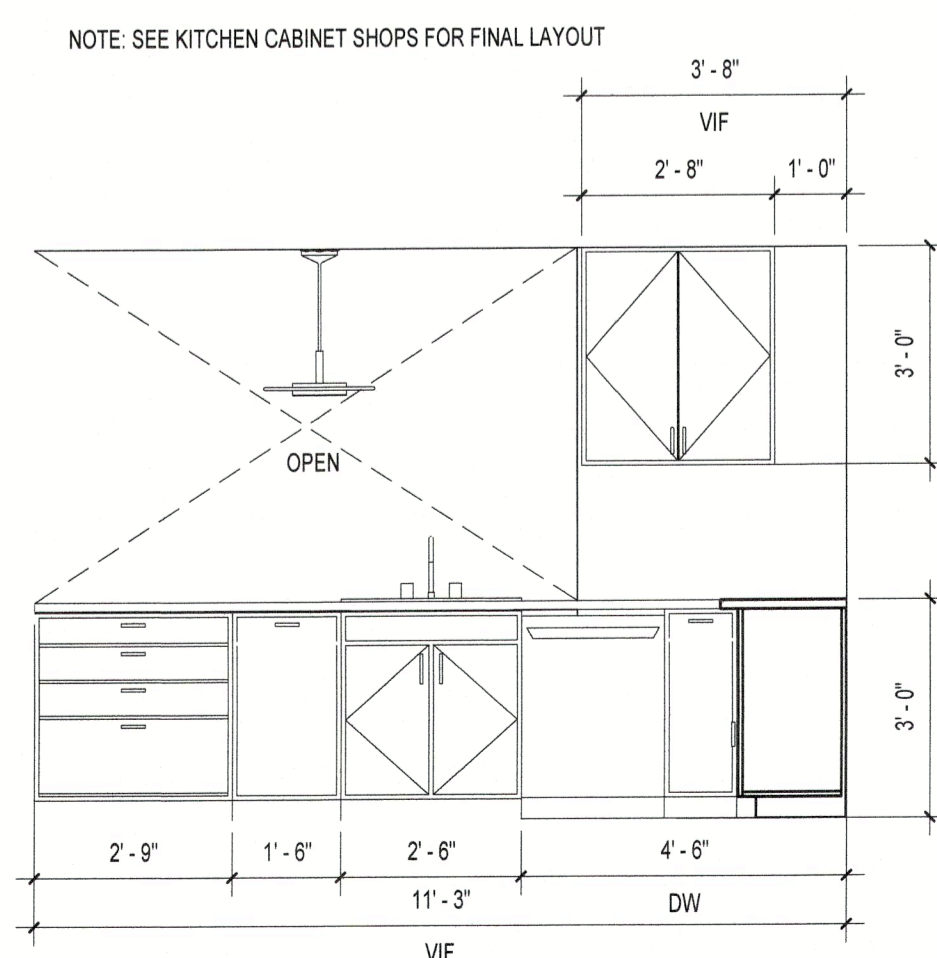 NOTE: SEE KITCHEN CABINET SHOPS FOR FINAL LAYOUT
3' - 8"
VIF
2' - 8" 1' - 0"
3' - 0"
OPEN
3' - 0"
2' - 9" 1' - 6" 2' - 6" 4' - 6"
11' - 3" DW
VIF